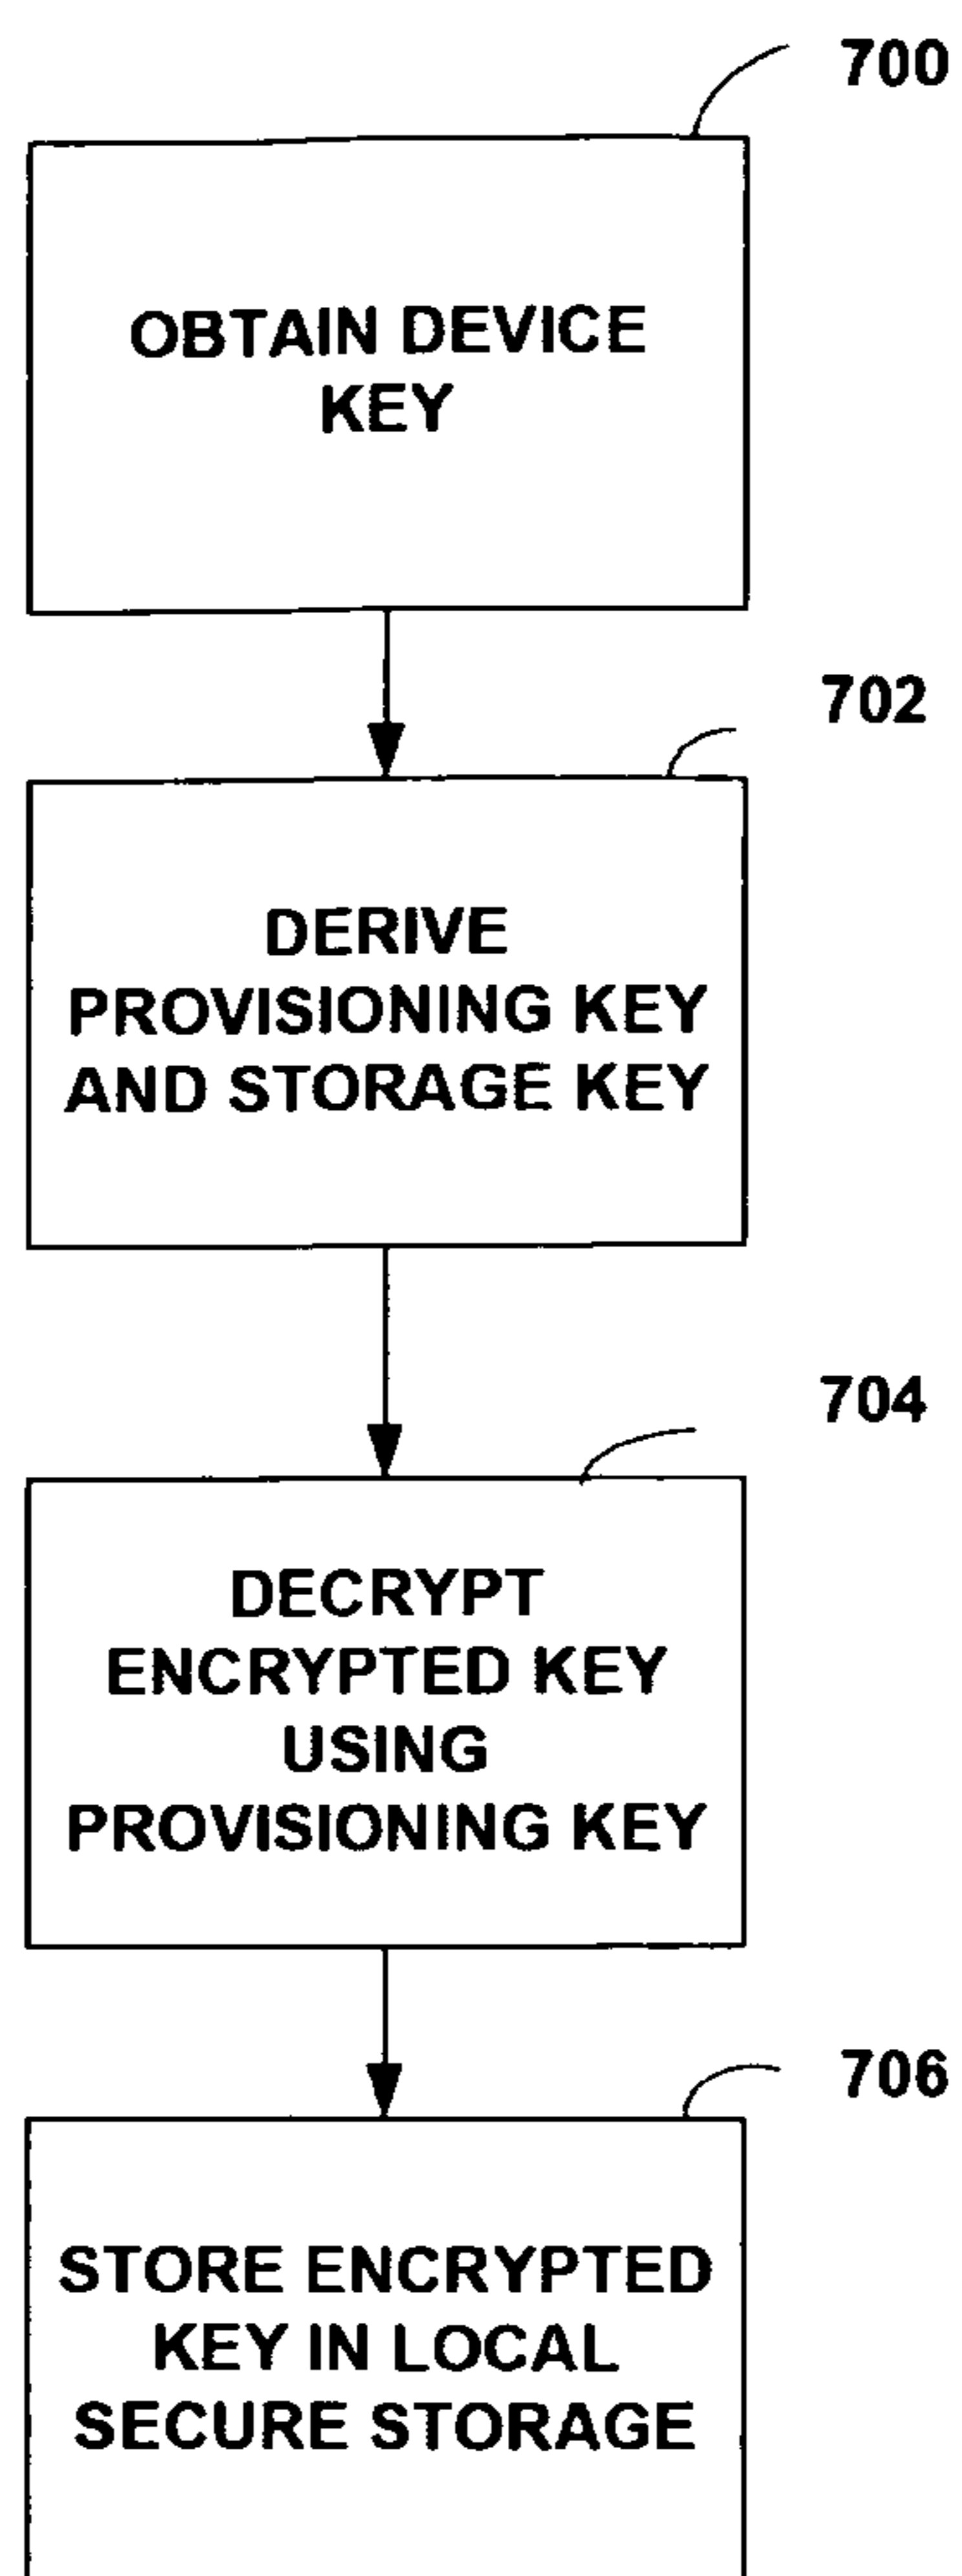 700
OBTAIN DEVICE
KEY
702
DERIVE
PROVISIONING KEY
AND STORAGE KEY
704
DECRYPT
ENCRYPTED KEY
USING
PROVISIONING KEY
706
STORE ENCRYPTED
KEY IN LOCAL
SECURE STORAGE